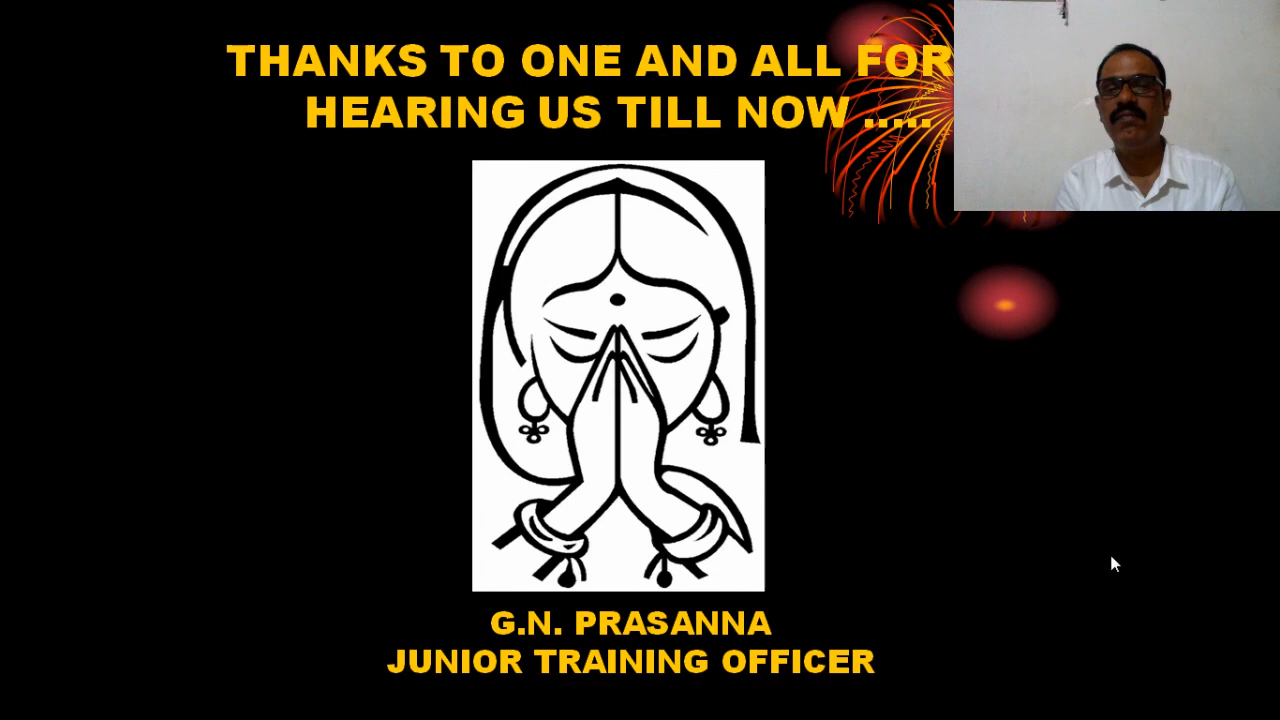 THANKS TO ONE AND ALL FOR
HEARING US TILL NOW .....
G.N. PRASANNA
JUNIOR TRAINING OFFICER